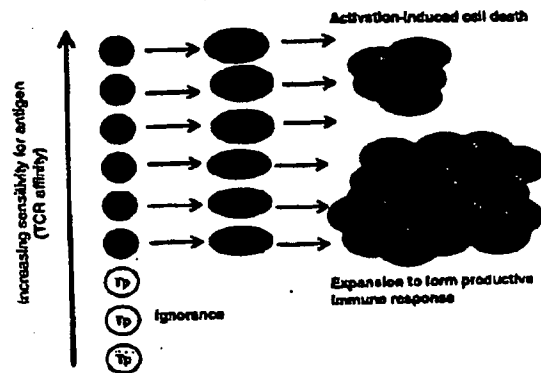 Activation-induced cell death
Increasing sensitivity for antigen
(TCR affinity)
Tp
Tp
Ignorance
Tp
Expansion to form productive
immune response